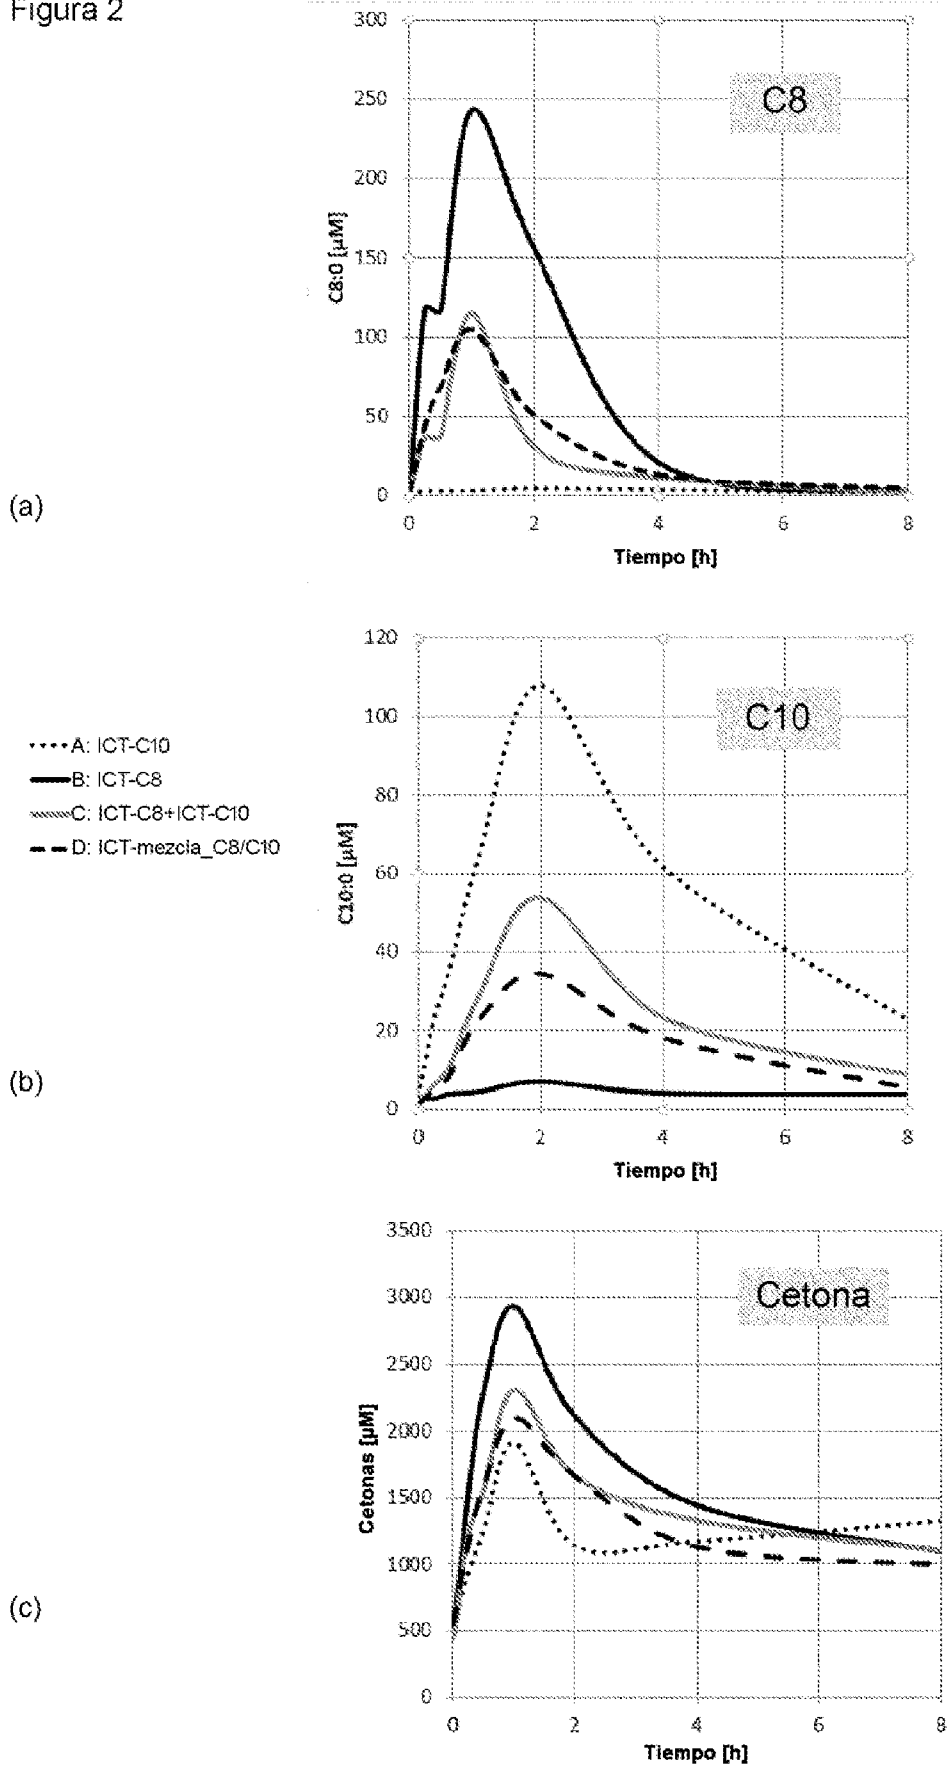 Figura 2
300
250
200
150
100
50
0
C8:0 [µM]
C8
0 2 4 6 8
Tiempo [h]
(a)
120
100
80
60
40
20
0
C10:0 [µM]
C10
0 2 4 6 8
Tiempo [h]
A: ICT-C10
B: ICT-C8
C: ICT-C8+ICT-C10
D: ICT-mezcla_C8/C10
(b)
3500
3000
2500
2000
1500
1000
500
0
Cetonas [µM]
Cetona
0 2 4 6 8
Tiempo [h]
(c)